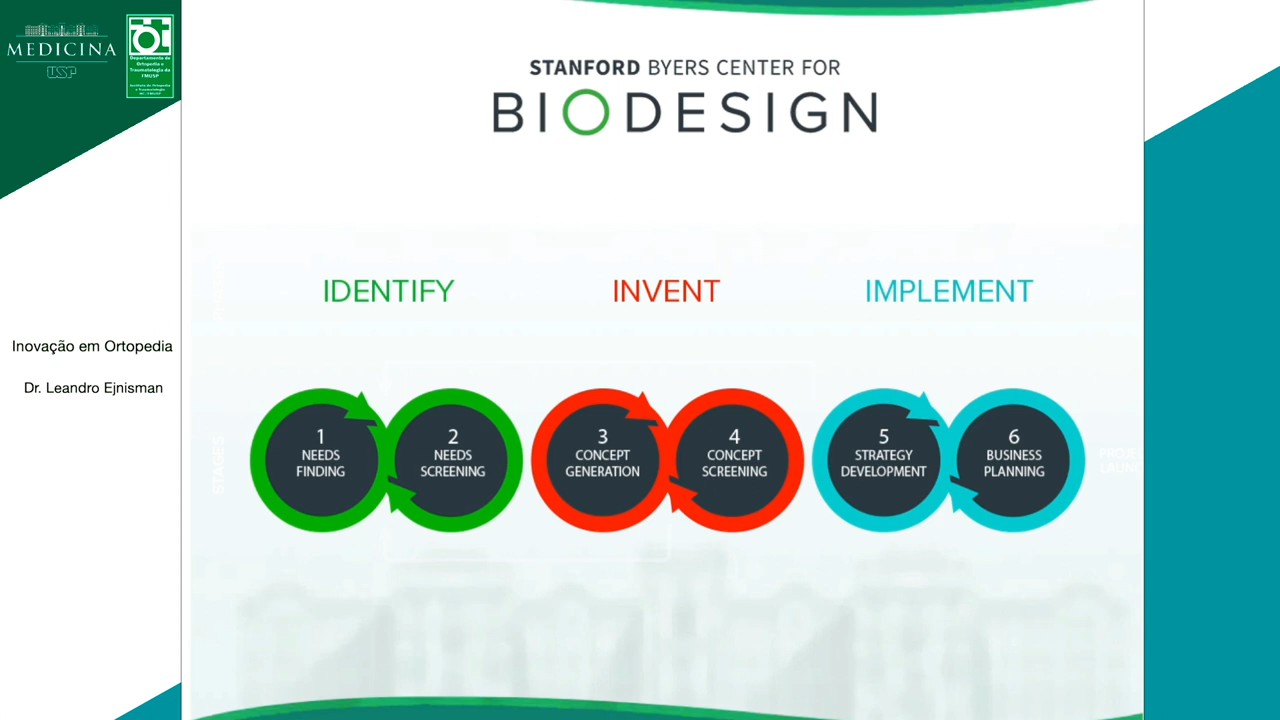 MEDICINA
USP
Departamento de
Ortopedia e
Traumatologia da
FMUSP
Inovação em Ortopedia
Dr. Leandro Ejnisman
STANFORD BYERS CENTER FOR
BIODESIGN
IDENTIFY
INVENT
IMPLEMENT
STAGES
1
NEEDS
FINDING
2
NEEDS
SCREENING
3
CONCEPT
GENERATION
4
CONCEPT
SCREENING
5
STRATEGY
DEVELOPMENT
6
BUSINESS
PLANNING